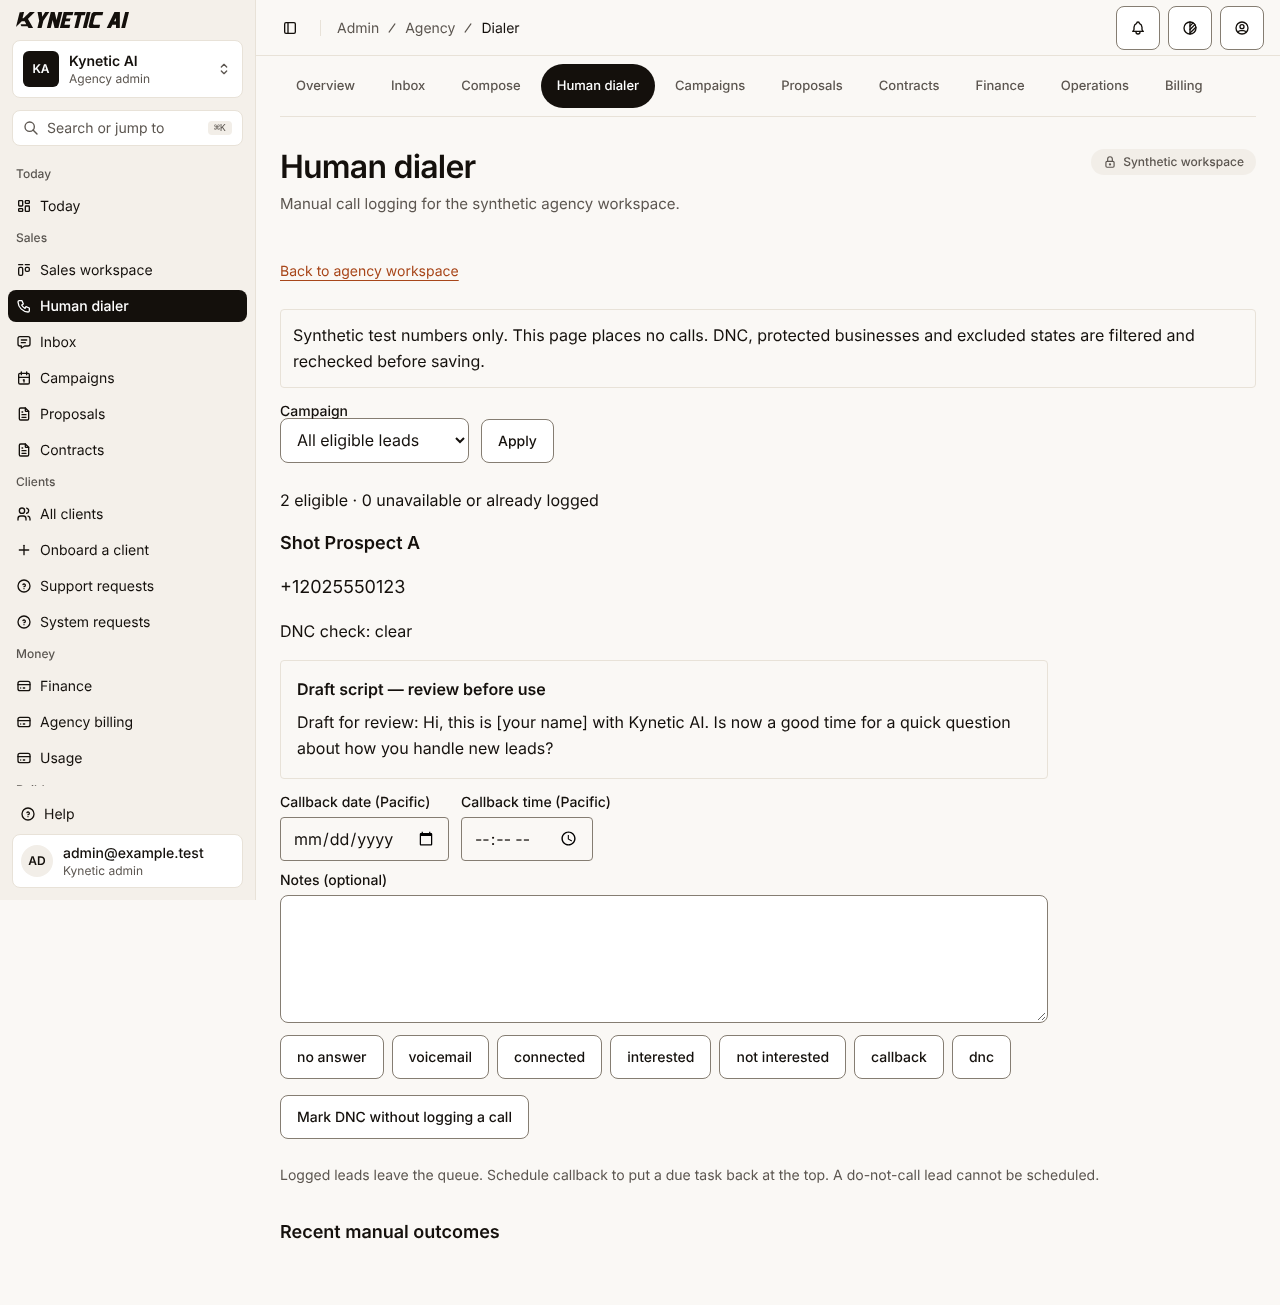 KYNETIC AI
KA
Kynetic AI
Agency admin
Search or jump to
⌘K
Today
Today
Sales
Sales workspace
Human dialer
Inbox
Campaigns
Proposals
Contracts
Clients
All clients
Onboard a client
Support requests
System requests
Money
Finance
Agency billing
Usage
Help
AD
admin@example.test
Kynetic admin
Admin / Agency / Dialer
Overview
Inbox
Compose
Human dialer
Campaigns
Proposals
Contracts
Finance
Operations
Billing
Human dialer
Synthetic workspace
Manual call logging for the synthetic agency workspace.
Back to agency workspace
Synthetic test numbers only. This page places no calls. DNC, protected businesses and excluded states are filtered and
rechecked before saving.
Campaign
All eligible leads
Apply
2 eligible · 0 unavailable or already logged
Shot Prospect A
+12025550123
DNC check: clear
Draft script — review before use
Draft for review: Hi, this is [your name] with Kynetic AI. Is now a good time for a quick question
about how you handle new leads?
Callback date (Pacific)
Callback time (Pacific)
mm/dd/yyyy
--:-- --
Notes (optional)
no answer
voicemail
connected
interested
not interested
callback
dnc
Mark DNC without logging a call
Logged leads leave the queue. Schedule callback to put a due task back at the top. A do-not-call lead cannot be scheduled.
Recent manual outcomes